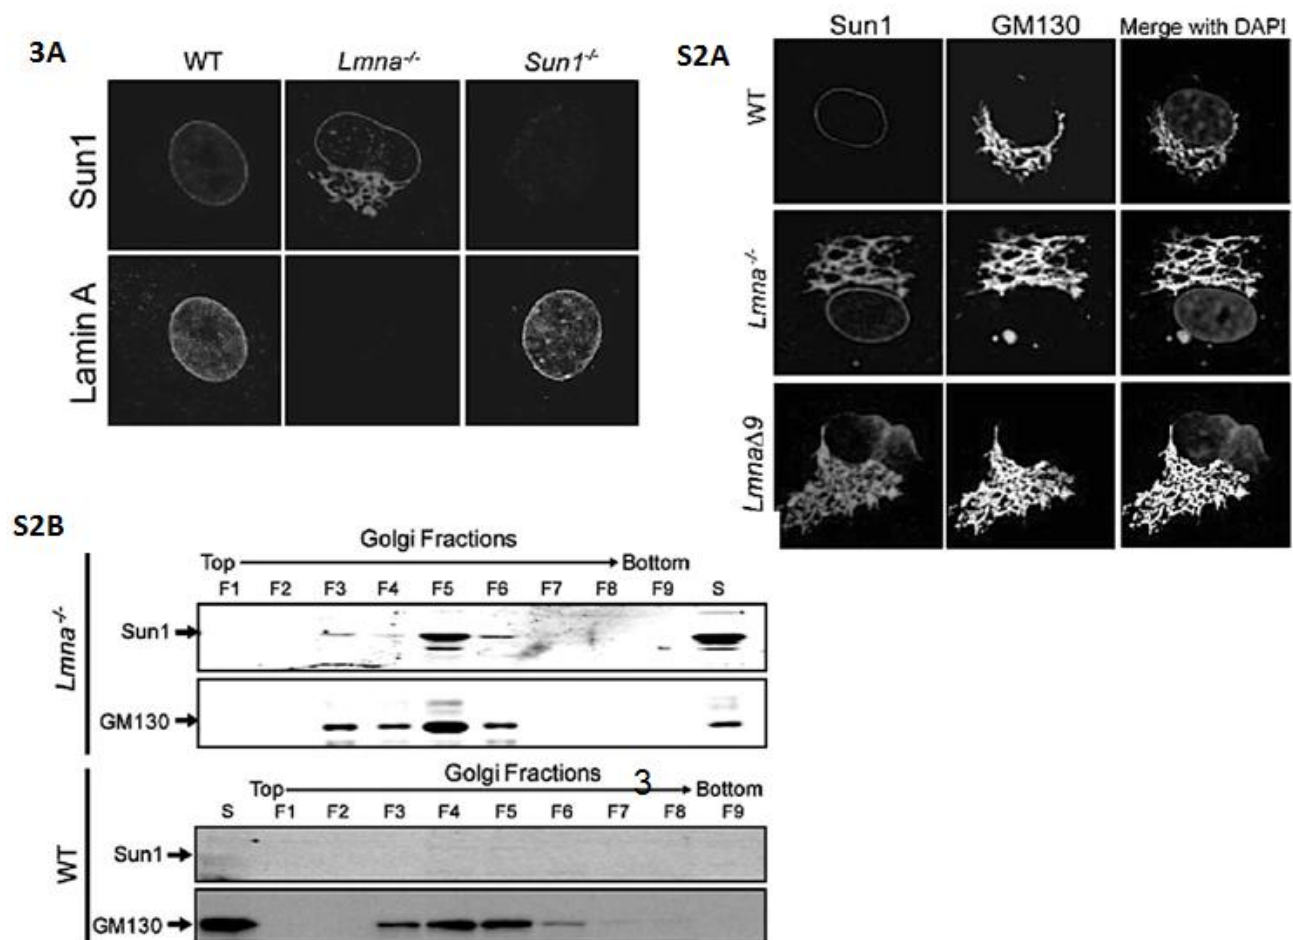 3A
WT Lmna-/- Sun1-/-
Sun1
Lamin A
S2A
Sun1 GM130 Merge with DAPI
WT
Lmna-/-
LmnaΔ9
S2B
Lmna-/-
Golgi Fractions
Top Bottom
F1 F2 F3 F4 F5 F6 F7 F8 F9 S
Sun1
GM130
WT
Golgi Fractions 3
Top Bottom
S F1 F2 F3 F4 F5 F6 F7 F8 F9
Sun1
GM130